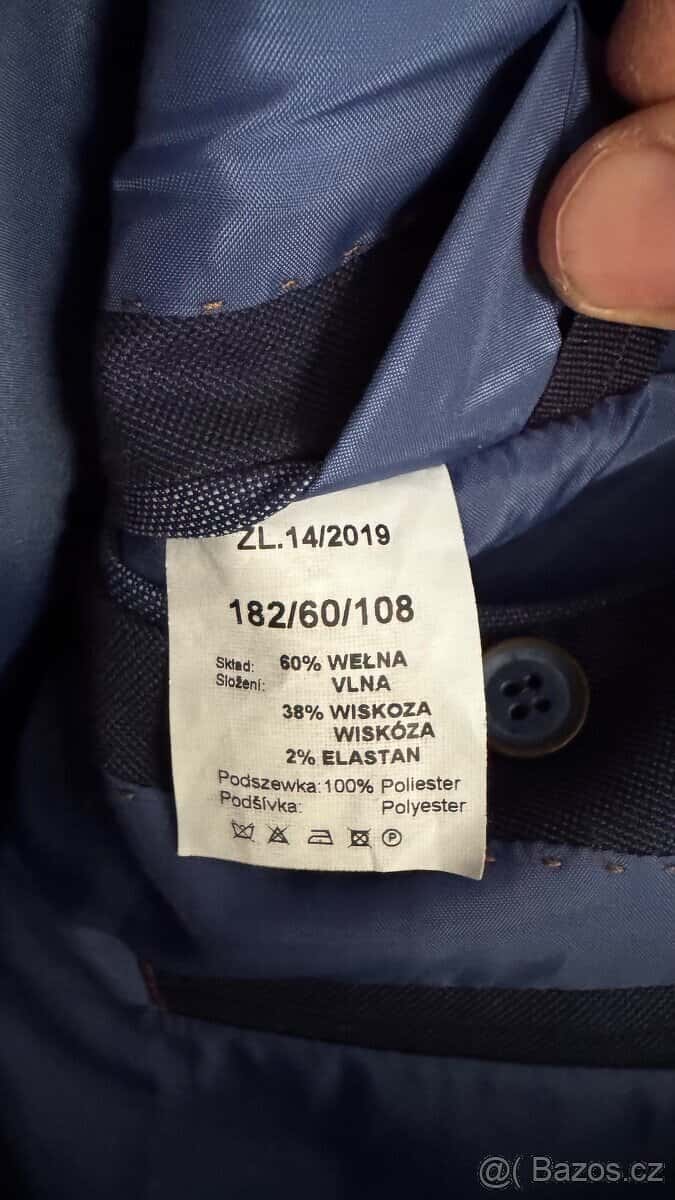 ZL.14/2019
182/60/108
Skład: 60% WEŁNA
Složení: VLNA
38% WISKOZA
WISKÓZA
2% ELASTAN
Podszewka: 100% Poliester
Podšívka: Polyester
P
@( Bazos.cz